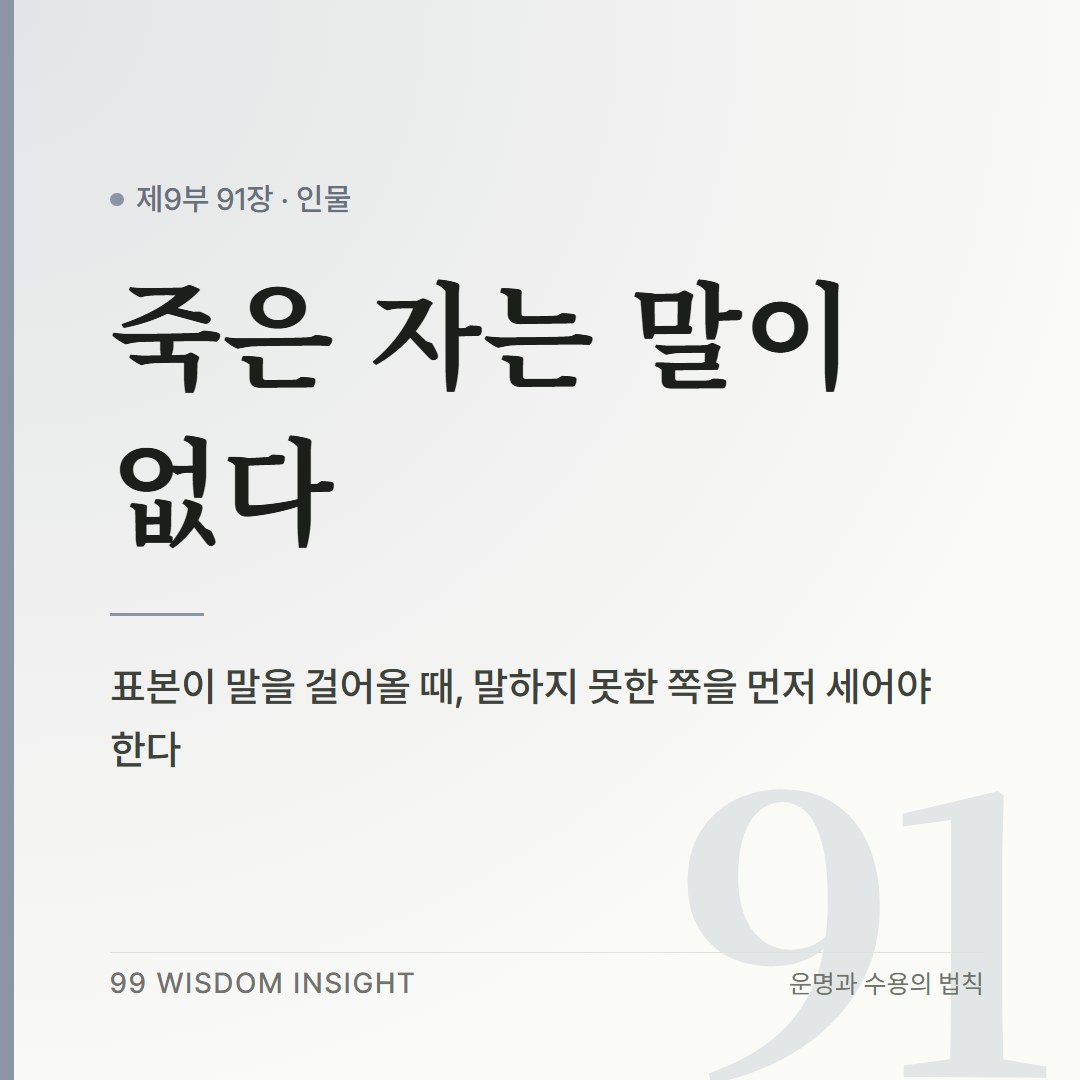 제9부 91장 · 인물
죽은 자는 말이
없다
표본이 말을 걸어올 때, 말하지 못한 쪽을 먼저 세어야
한다
91
99 WISDOM INSIGHT
운명과 수용의 법칙